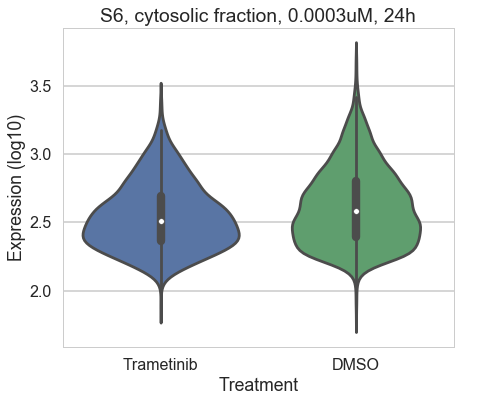 S6, cytosolic fraction, 0.0003uM, 24h
Expression (log10)
3.5
3.0
2.5
2.0
Trametinib DMSO
Treatment